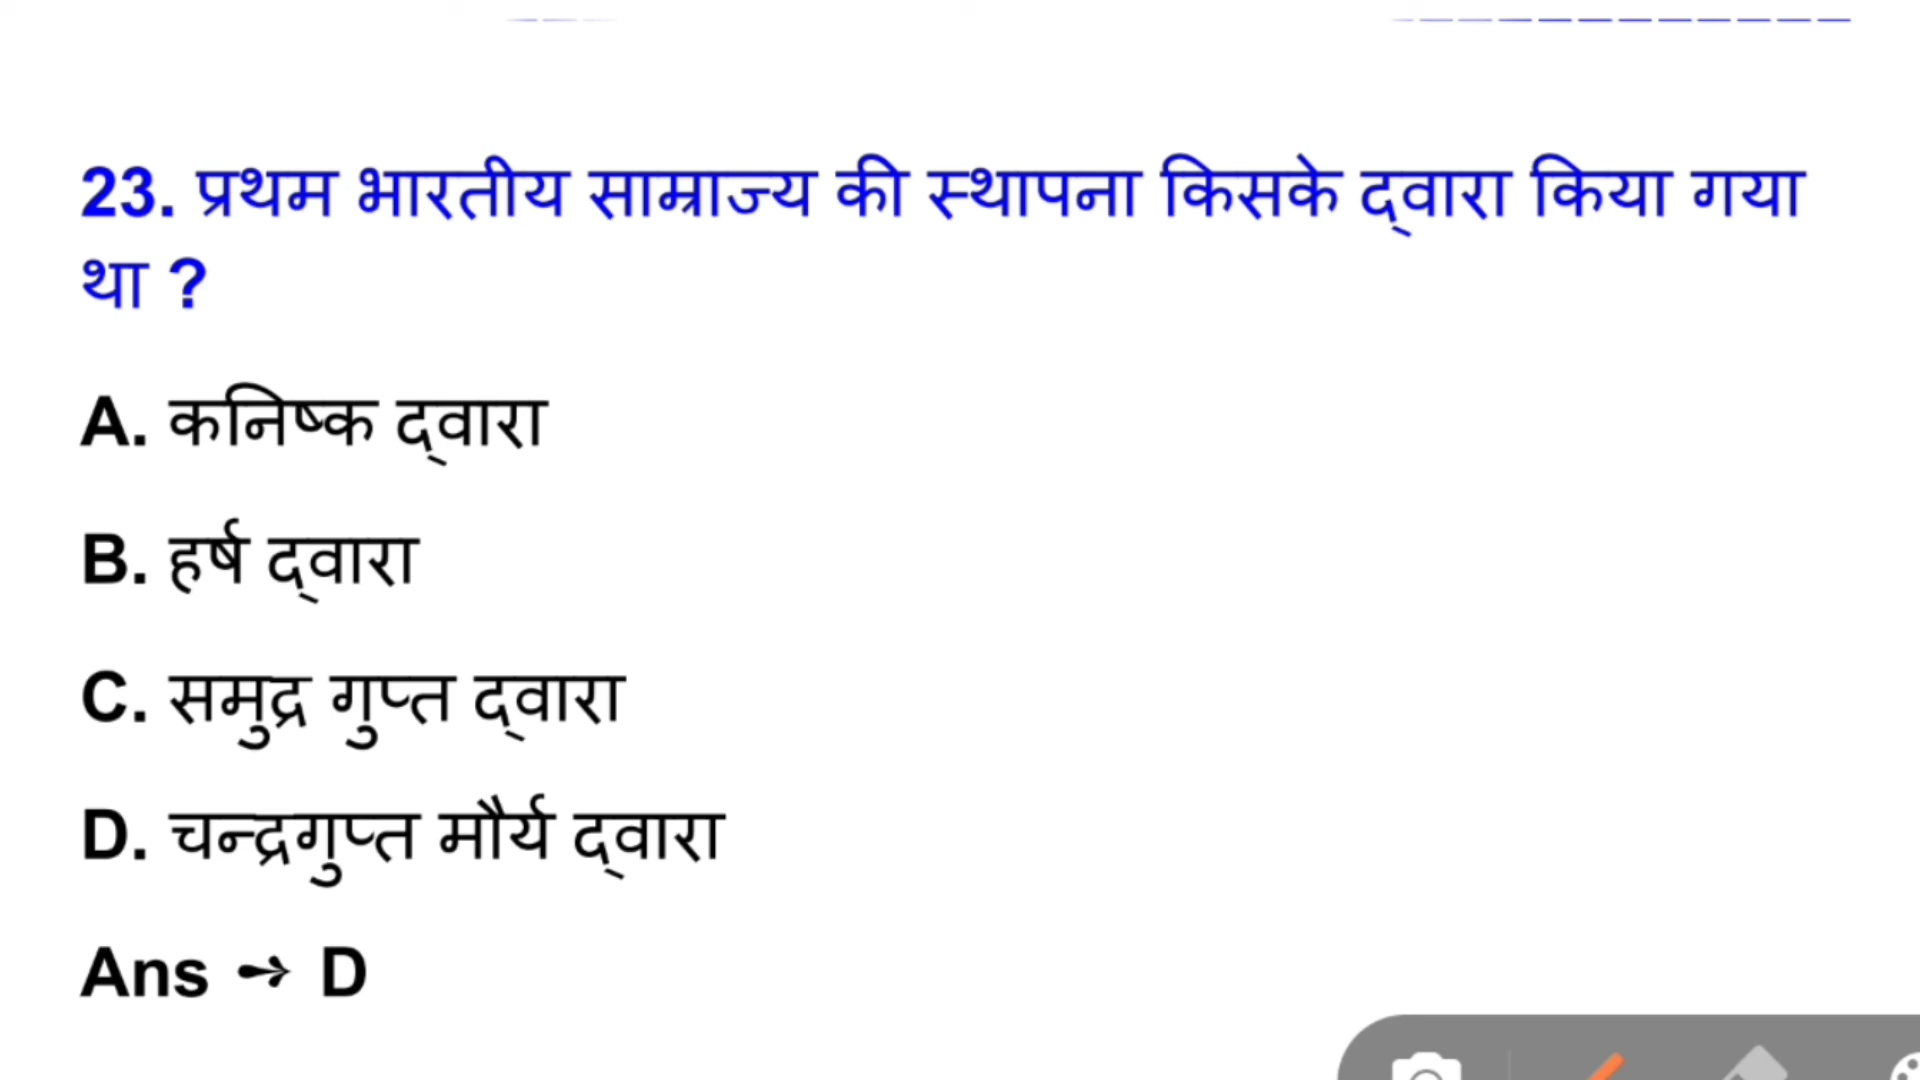 23. प्रथम भारतीय साम्राज्य की स्थापना किसके द्वारा किया गया
था ?
A. कनिष्क द्वारा
B. हर्ष द्वारा
C. समुद्र गुप्त द्वारा
D. चन्द्रगुप्त मौर्य द्वारा
Ans ➛ D